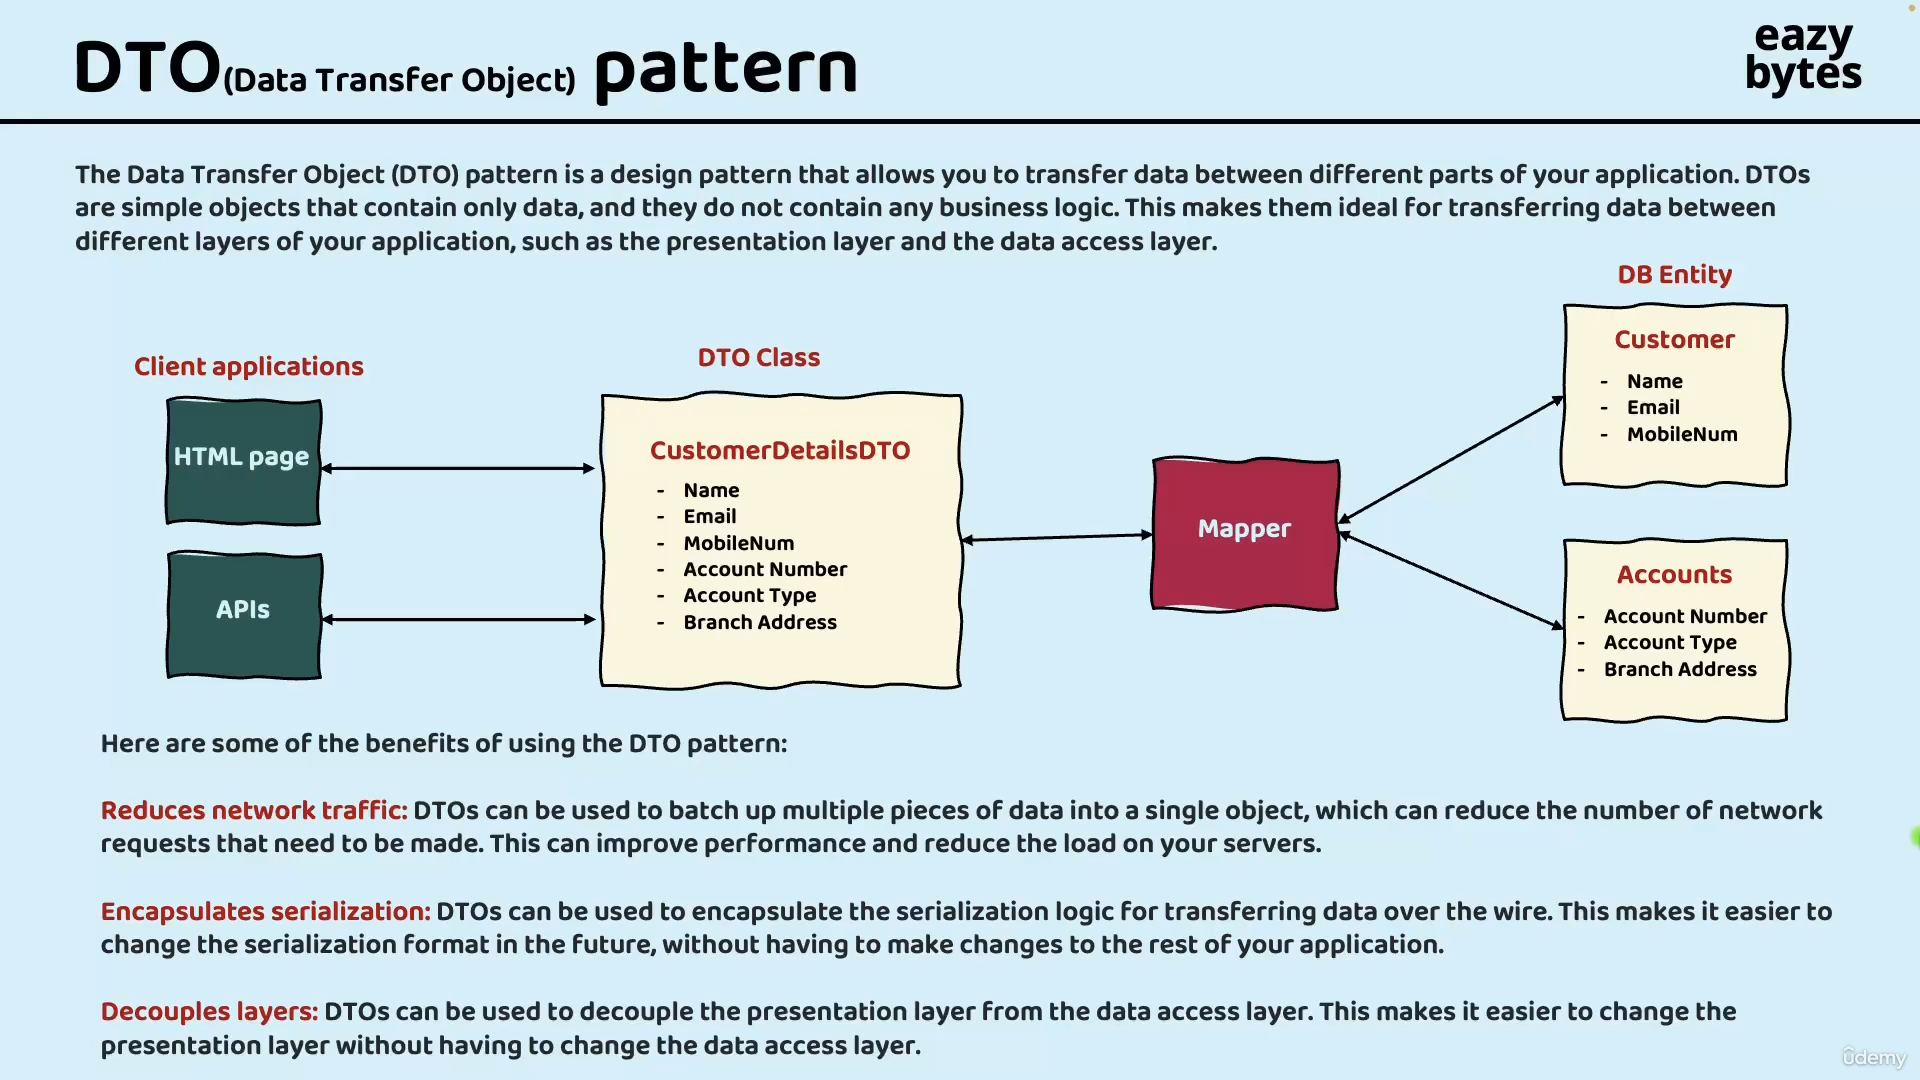 DTO(Data Transfer Object) pattern
eazy
bytes
The Data Transfer Object (DTO) pattern is a design pattern that allows you to transfer data between different parts of your application. DTOs
are simple objects that contain only data, and they do not contain any business logic. This makes them ideal for transferring data between
different layers of your application, such as the presentation layer and the data access layer.
Client applications
HTML page
APIs
DTO Class
CustomerDetailsDTO
- Name
- Email
- MobileNum
- Account Number
- Account Type
- Branch Address
Mapper
DB Entity
Customer
- Name
- Email
- MobileNum
Accounts
- Account Number
- Account Type
- Branch Address
Here are some of the benefits of using the DTO pattern:
Reduces network traffic: DTOs can be used to batch up multiple pieces of data into a single object, which can reduce the number of network
requests that need to be made. This can improve performance and reduce the load on your servers.
Encapsulates serialization: DTOs can be used to encapsulate the serialization logic for transferring data over the wire. This makes it easier to
change the serialization format in the future, without having to make changes to the rest of your application.
Decouples layers: DTOs can be used to decouple the presentation layer from the data access layer. This makes it easier to change the
presentation layer without having to change the data access layer.
ûdemy